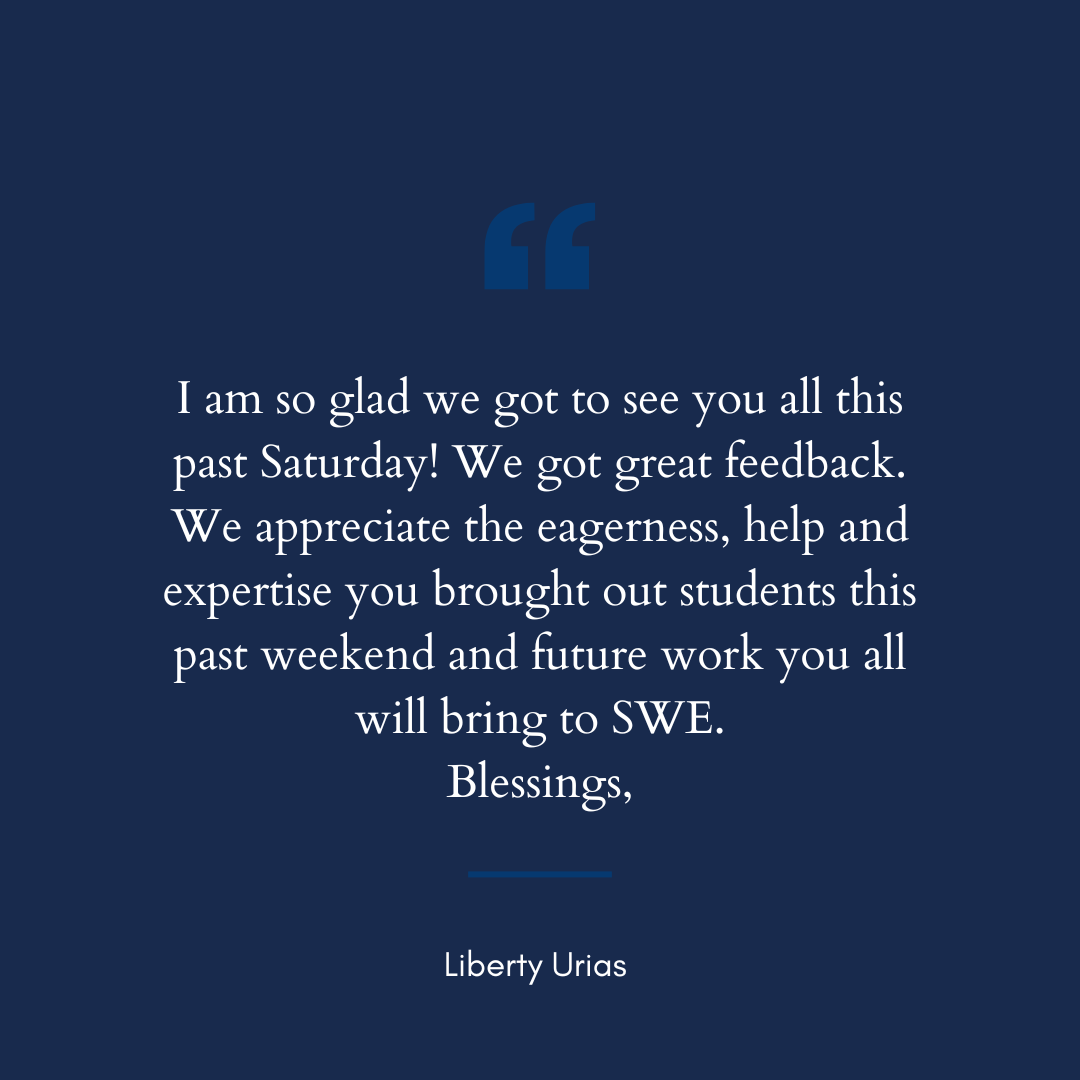 “
I am so glad we got to see you all this
past Saturday! We got great feedback.
We appreciate the eagerness, help and
expertise you brought out students this
past weekend and future work you all
will bring to SWE.
Blessings,
Liberty Urias